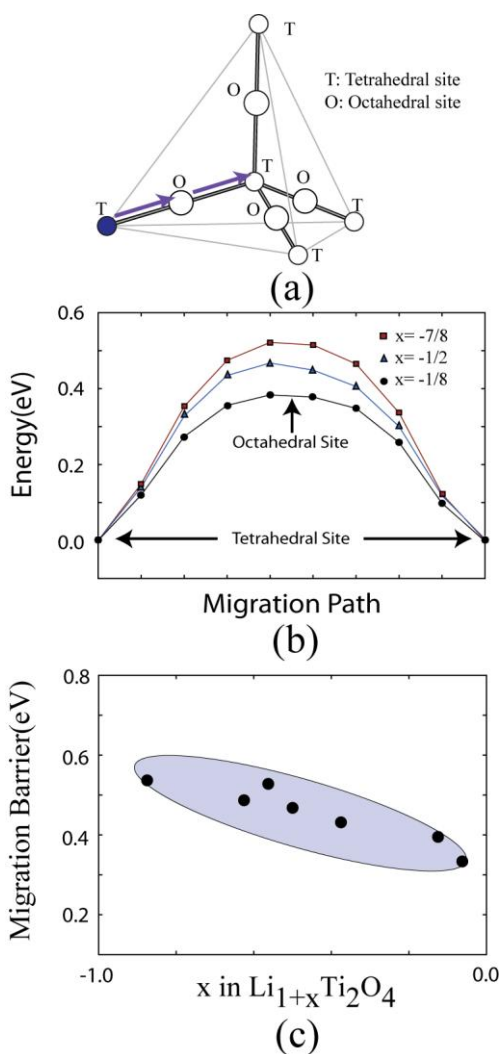 T
T: Tetrahedral site
O: Octahedral site
O
T
O
T
O
O
T
T
(a)
0.6
x= -7/8
x= -1/2
x= -1/8
0.4
Energy(eV)
Octahedral Site
0.2
0.0
Tetrahedral Site
Migration Path
(b)
0.8
Migration Barrier(eV)
0.6
0.4
0.2
-1.0
0.0
x in Li1+xTi2O4
(c)